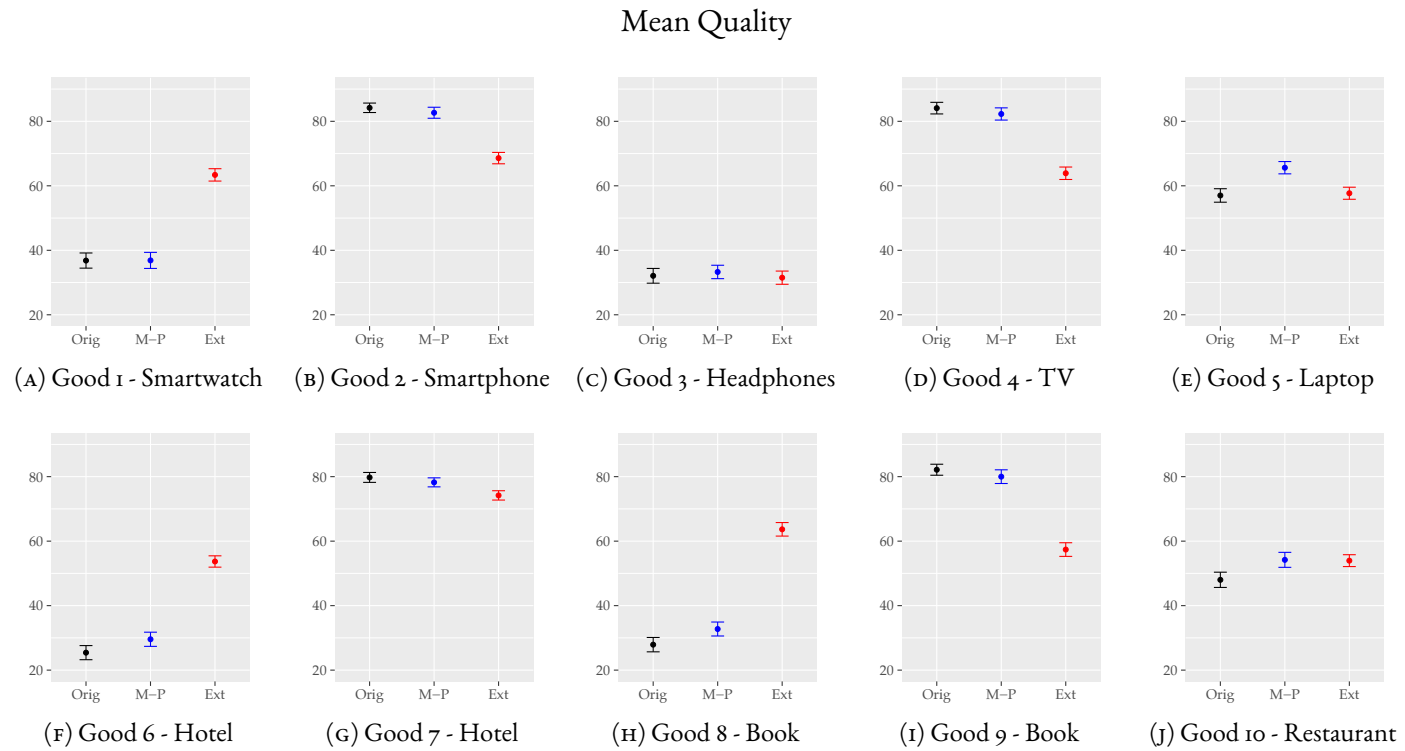 Mean Quality
80
60
40
20
Orig M–P Ext
(A) Good 1 - Smartwatch
80
60
40
20
Orig M–P Ext
(B) Good 2 - Smartphone
80
60
40
20
Orig M–P Ext
(C) Good 3 - Headphones
80
60
40
20
Orig M–P Ext
(D) Good 4 - TV
80
60
40
20
Orig M–P Ext
(E) Good 5 - Laptop
80
60
40
20
Orig M–P Ext
(F) Good 6 - Hotel
80
60
40
20
Orig M–P Ext
(G) Good 7 - Hotel
80
60
40
20
Orig M–P Ext
(H) Good 8 - Book
80
60
40
20
Orig M–P Ext
(I) Good 9 - Book
80
60
40
20
Orig M–P Ext
(J) Good 10 - Restaurant